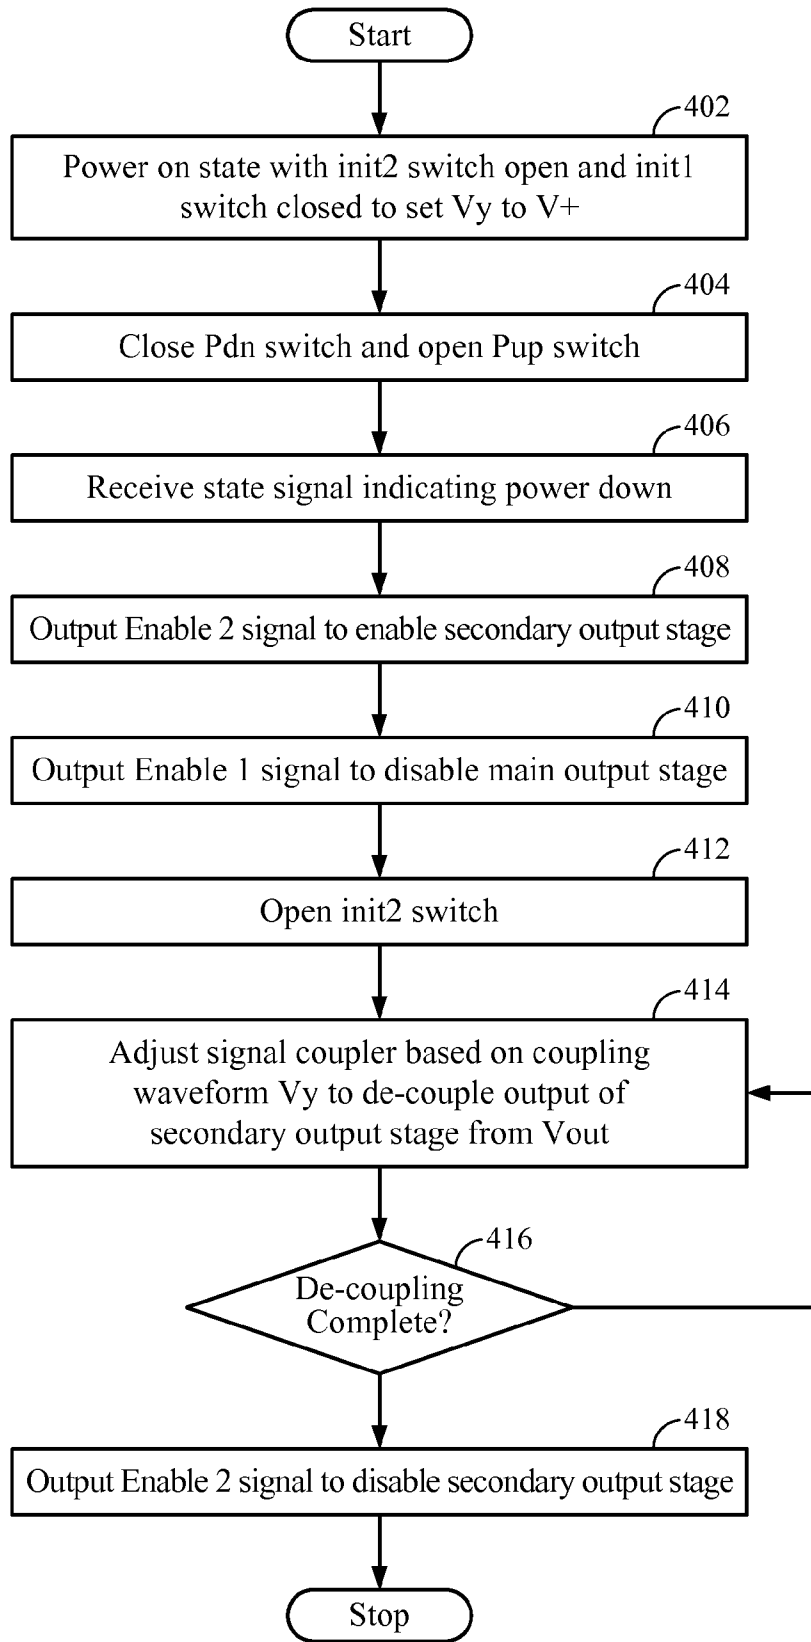 Start
402
Power on state with init2 switch open and init1
switch closed to set Vy to V+
404
Close Pdn switch and open Pup switch
406
Receive state signal indicating power down
408
Output Enable 2 signal to enable secondary output stage
410
Output Enable 1 signal to disable main output stage
412
Open init2 switch
414
Adjust signal coupler based on coupling
waveform Vy to de-couple output of
secondary output stage from Vout
416
De-coupling
Complete?
418
Output Enable 2 signal to disable secondary output stage
Stop